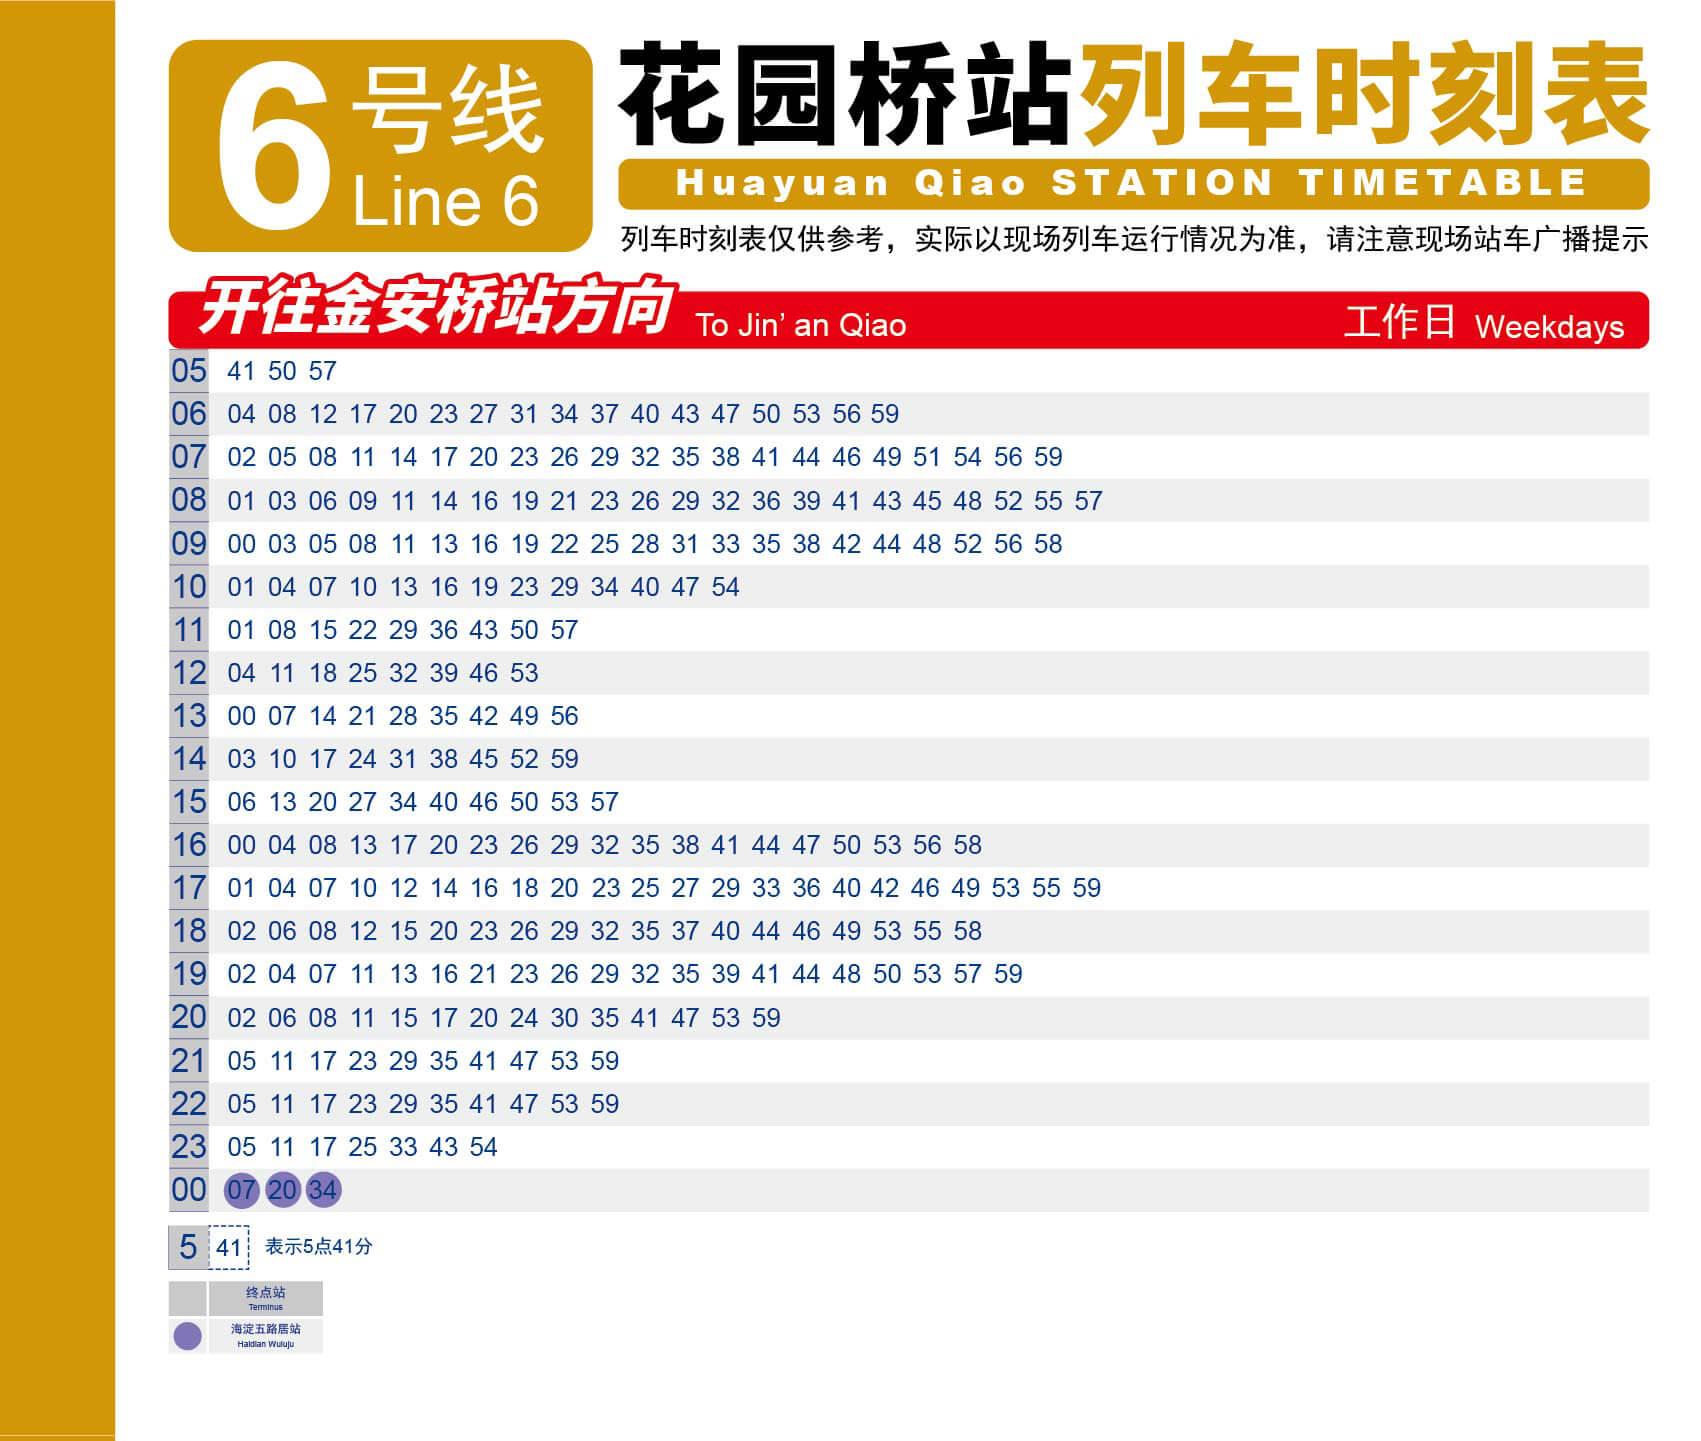 6号线
Line 6
花园桥站列车时刻表
Huayuan Qiao STATION TIMETABLE
列车时刻表仅供参考，实际以现场列车运行情况为准，请注意现场站车广播提示
开往金安桥站方向 To Jin’ an Qiao 工作日 Weekdays
05 41 50 57
06 04 08 12 17 20 23 27 31 34 37 40 43 47 50 53 56 59
07 02 05 08 11 14 17 20 23 26 29 32 35 38 41 44 46 49 51 54 56 59
08 01 03 06 09 11 14 16 19 21 23 26 29 32 36 39 41 43 45 48 52 55 57
09 00 03 05 08 11 13 16 19 22 25 28 31 33 35 38 42 44 48 52 56 58
10 01 04 07 10 13 16 19 23 29 34 40 47 54
11 01 08 15 22 29 36 43 50 57
12 04 11 18 25 32 39 46 53
13 00 07 14 21 28 35 42 49 56
14 03 10 17 24 31 38 45 52 59
15 06 13 20 27 34 40 46 50 53 57
16 00 04 08 13 17 20 23 26 29 32 35 38 41 44 47 50 53 56 58
17 01 04 07 10 12 14 16 18 20 23 25 27 29 33 36 40 42 46 49 53 55 59
18 02 06 08 12 15 20 23 26 29 32 35 37 40 44 46 49 53 55 58
19 02 04 07 11 13 16 21 23 26 29 32 35 39 41 44 48 50 53 57 59
20 02 06 08 11 15 17 20 24 30 35 41 47 53 59
21 05 11 17 23 29 35 41 47 53 59
22 05 11 17 23 29 35 41 47 53 59
23 05 11 17 25 33 43 54
00 07 20 34
5 41 表示5点41分
终点站
Terminus
海淀五路居站
Haidian Wuluju